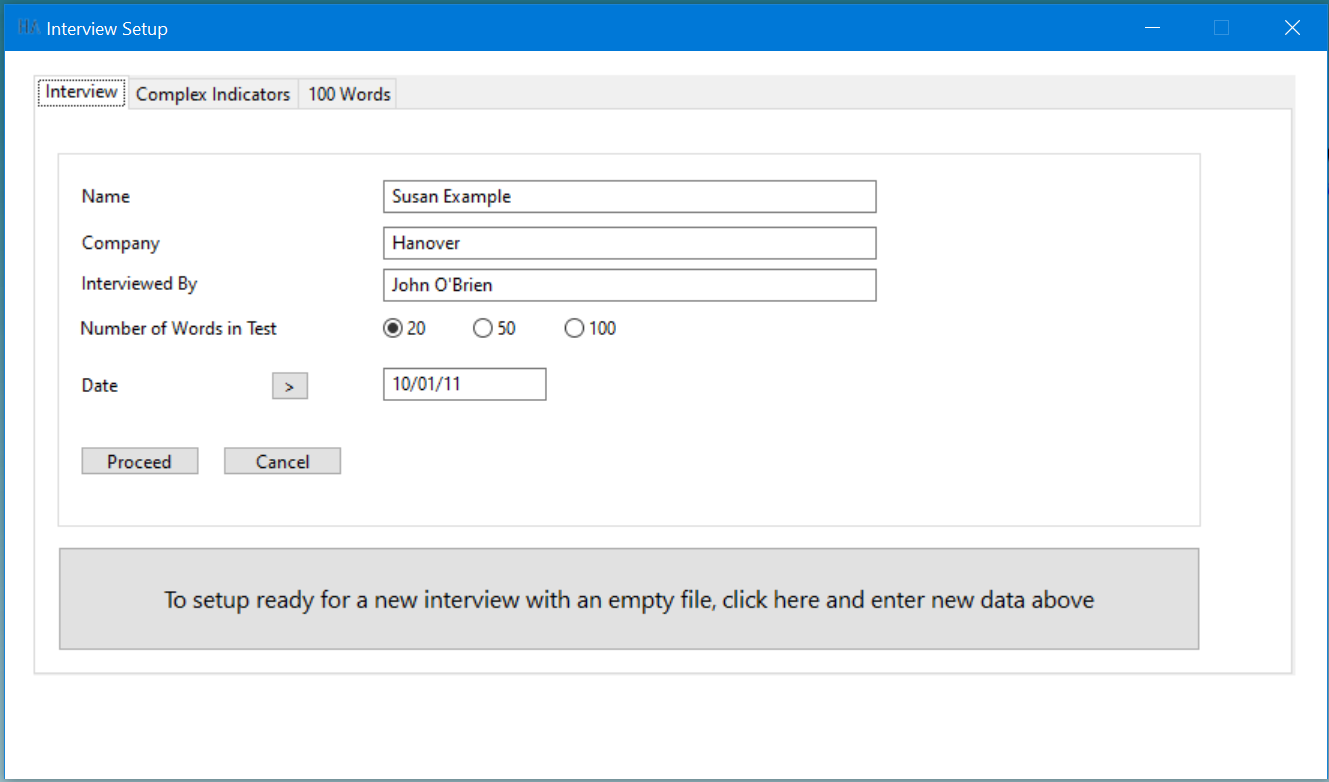 HA Interview Setup
Interview Complex Indicators 100 Words
Name Susan Example
Company Hanover
Interviewed By John O'Brien
Number of Words in Test 20 50 100
Date > 10/01/11
Proceed Cancel
To setup ready for a new interview with an empty file, click here and enter new data above